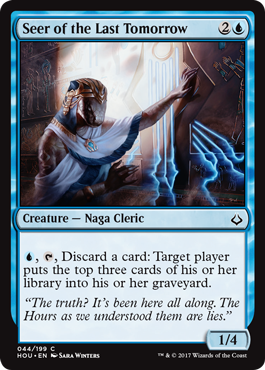 Seer of the Last Tomorrow 2
Creature — Naga Cleric
, , Discard a card: Target player
puts the top three cards of his or her
library into his or her graveyard.
“The truth? It’s been here all along. The
Hours as we understood them are lies.”
1/4
044/199 C
HOU • EN Sara Winters
™ & © 2017 Wizards of the Coast